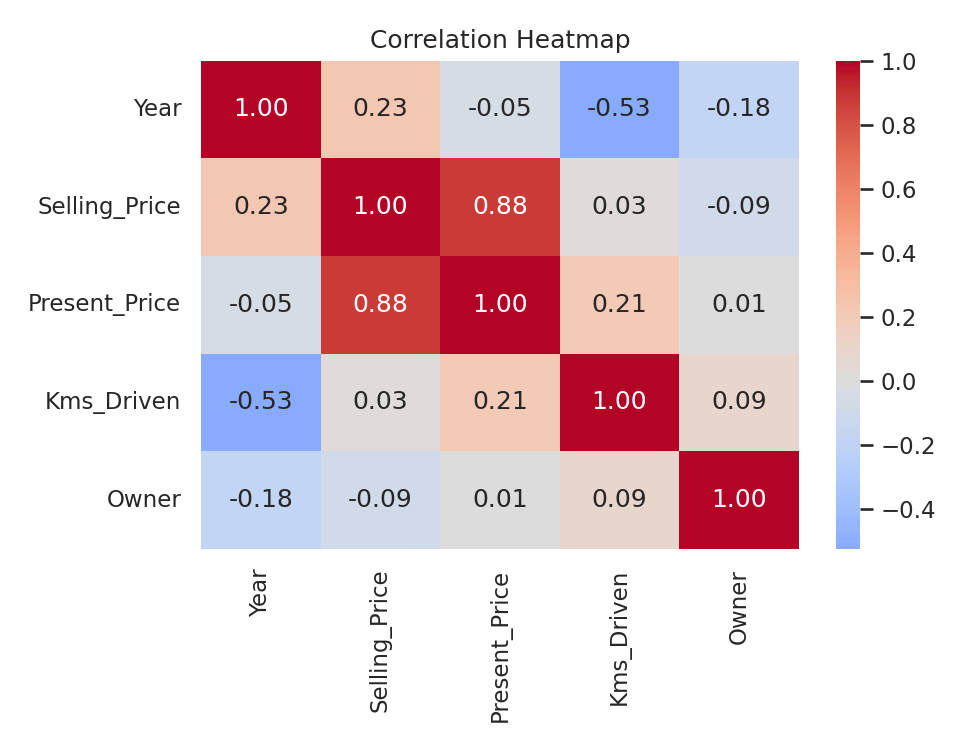 Correlation Heatmap
Year 1.00 0.23 -0.05 -0.53 -0.18
Selling_Price 0.23 1.00 0.88 0.03 -0.09
Present_Price -0.05 0.88 1.00 0.21 0.01
Kms_Driven -0.53 0.03 0.21 1.00 0.09
Owner -0.18 -0.09 0.01 0.09 1.00
Year Selling_Price Present_Price Kms_Driven Owner
1.0
0.8
0.6
0.4
0.2
0.0
−0.2
−0.4